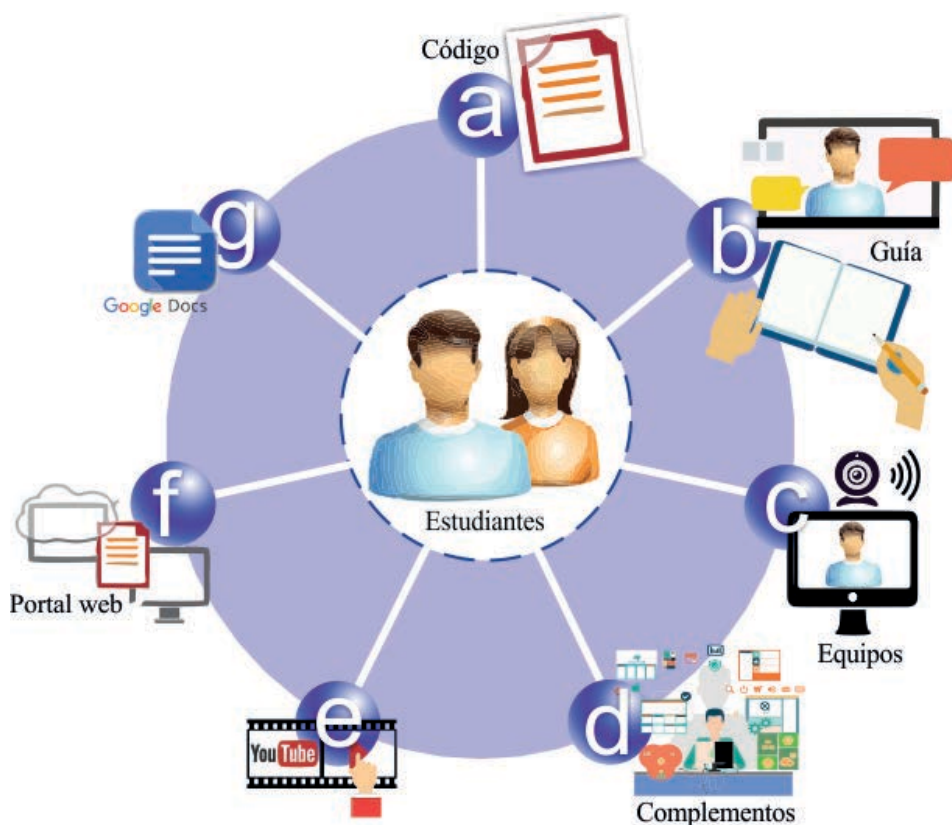 Código
a
b
Guía
g
Google Docs
Estudiantes
c
f
Portal web
Equipos
e
YouTube
d
Complementos